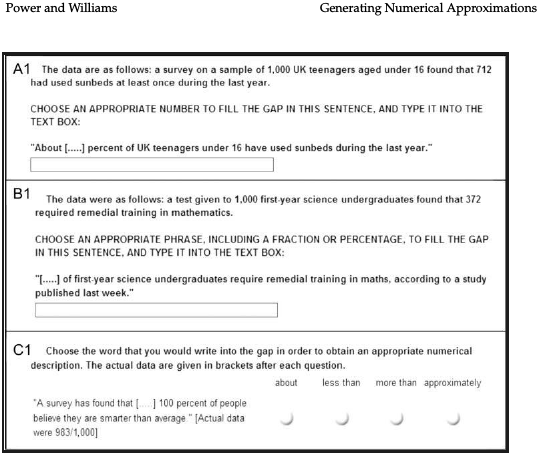 Power and Williams Generating Numerical Approximations
A1 The data are as follows: a survey on a sample of 1,000 UK teenagers aged under 16 found that 712
had used sunbeds at least once during the last year.
CHOOSE AN APPROPRIATE NUMBER TO FILL THE GAP IN THIS SENTENCE, AND TYPE IT INTO THE
TEXT BOX:
"About [.....] percent of UK teenagers under 16 have used sunbeds during the last year."
B1 The data were as follows: a test given to 1,000 first-year science undergraduates found that 372
required remedial training in mathematics.
CHOOSE AN APPROPRIATE PHRASE, INCLUDING A FRACTION OR PERCENTAGE, TO FILL THE GAP
IN THIS SENTENCE, AND TYPE IT INTO THE TEXT BOX:
"[.....] of first-year science undergraduates require remedial training in maths, according to a study
published last week."
C1 Choose the word that you would write into the gap in order to obtain an appropriate numerical
description. The actual data are given in brackets after each question.
about less than more than approximately
"A survey has found that [.....] 100 percent of people
believe they are smarter than average." [Actual data
were 983/1,000]